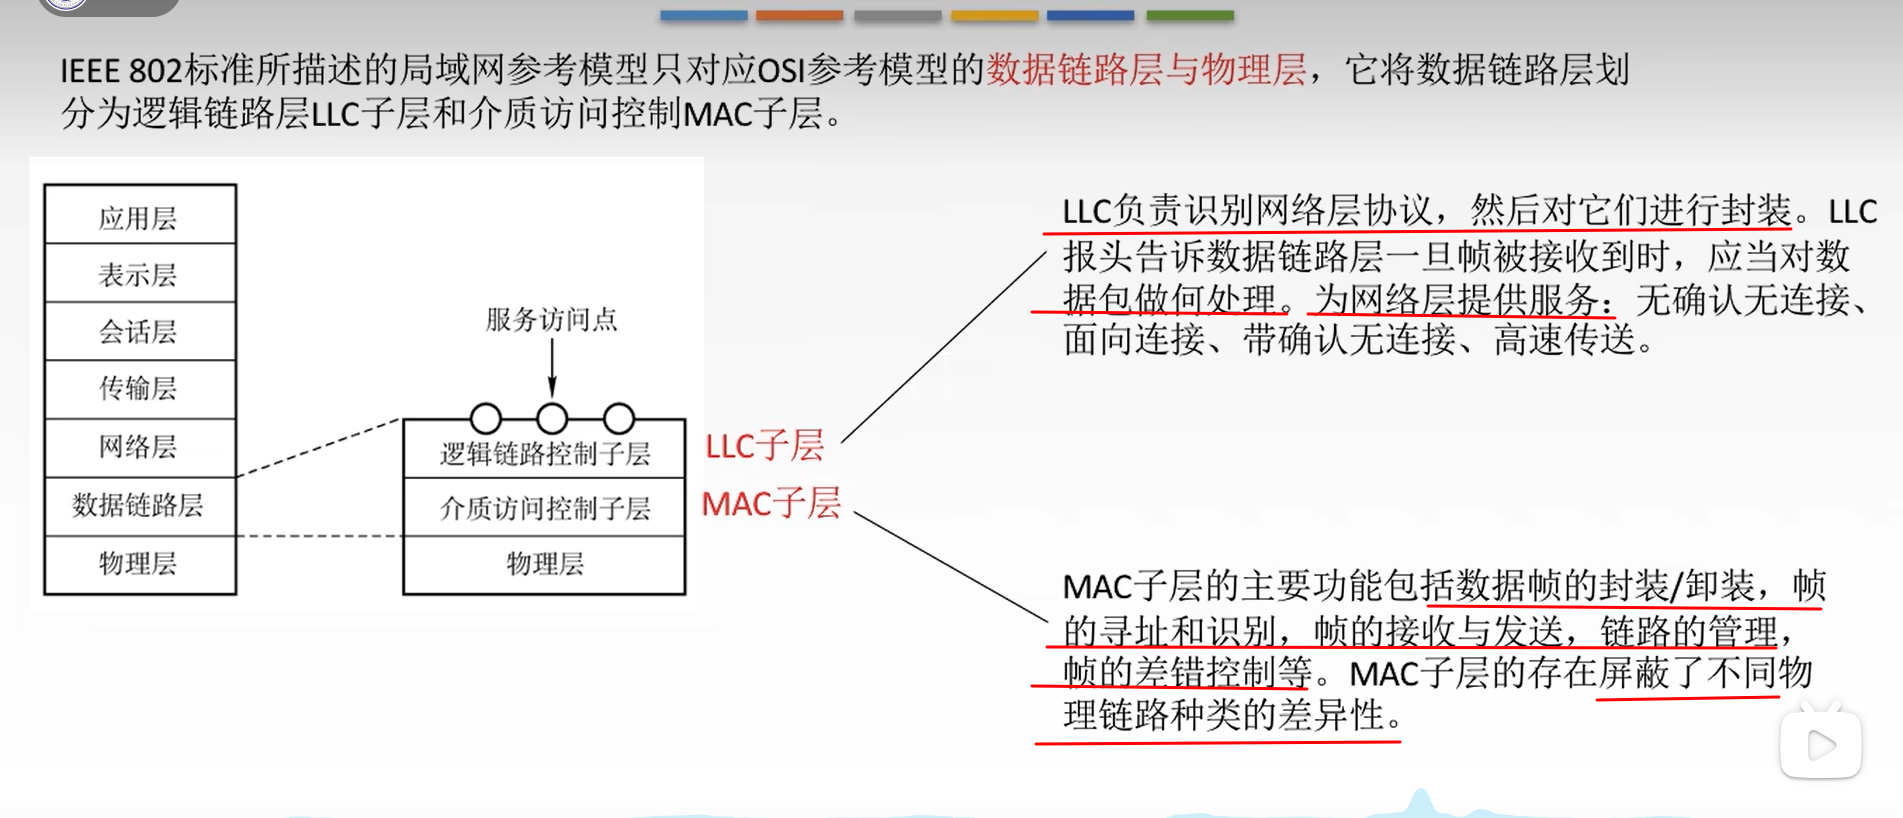 IEEE 802标准所描述的局域网参考模型只对应OSI参考模型的数据链路层与物理层，它将数据链路层划
分为逻辑链路层LLC子层和介质访问控制MAC子层。
应用层
表示层
会话层
传输层
网络层
数据链路层
物理层
服务访问点
逻辑链路控制子层
介质访问控制子层
物理层
LLC子层
MAC子层
LLC负责识别网络层协议，然后对它们进行封装。LLC
报头告诉数据链路层一旦帧被接收到时，应当对数
据包做何处理。为网络层提供服务：无确认无连接、
面向连接、带确认无连接、高速传送。
MAC子层的主要功能包括数据帧的封装/卸装，帧
的寻址和识别，帧的接收与发送，链路的管理，
帧的差错控制等。MAC子层的存在屏蔽了不同物
理链路种类的差异性。